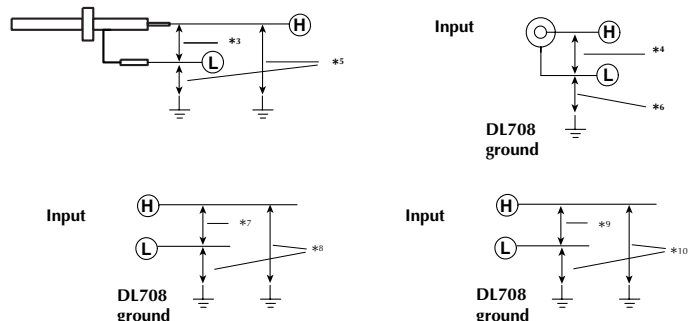 H
*3
L
*5
Input
H
*4
L
*6
DL708
ground
Input
H
*7
L
*8
DL708
ground
Input
H
*9
L
*10
DL708
ground